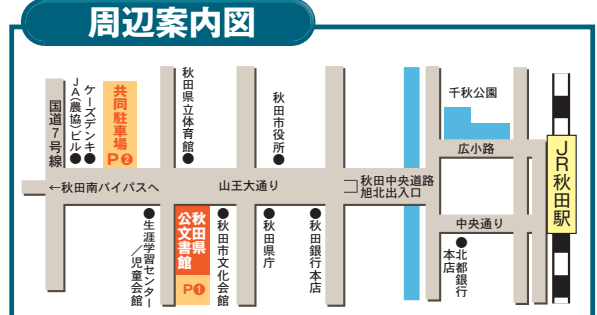 周辺案内図
国道7号線
JA(農協)ビル●
ケーズデンキ●
共同駐車場
P❷
秋田県立体育館●
秋田市役所●
千秋公園
広小路
JR秋田駅
←秋田南バイパスへ
山王大通り
秋田中央道路
旭北出入口
中央通り
●生涯学習センター
／児童会館
秋田県
公文書館
P❶
●秋田市文化会館
●秋田県庁
●秋田銀行本店
●北都銀行
本店